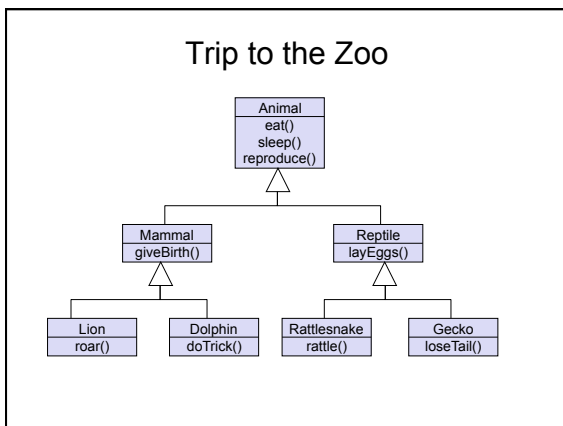 Trip to the Zoo
Animal
eat()
sleep()
reproduce()
Mammal
giveBirth()
Reptile
layEggs()
Lion
roar()
Dolphin
doTrick()
Rattlesnake
rattle()
Gecko
loseTail()